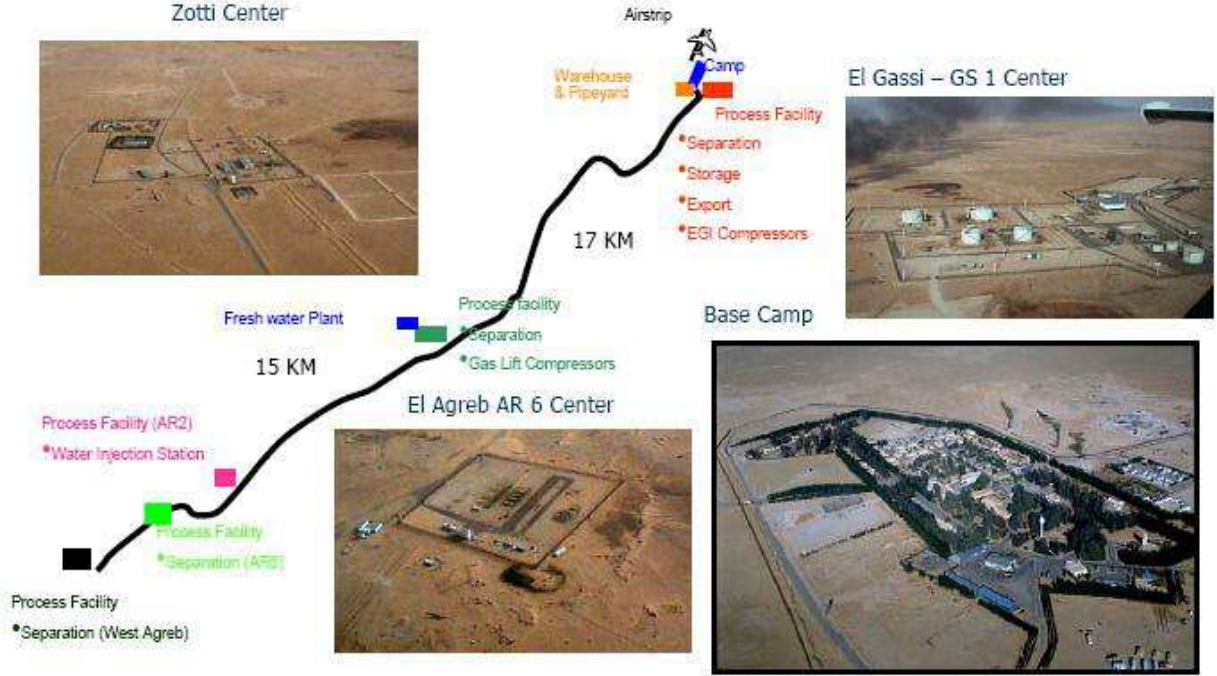 Zotti Center
Airstrip
Camp
Warehouse
& Pipeyard
El Gassi – GS 1 Center
Process Facility
•Separation
•Storage
•Export
•EGI Compressors
17 KM
Process facility
•Separation
•Gas Lift Compressors
Fresh water Plant
15 KM
Base Camp
El Agreb AR 6 Center
Process Facility (AR2)
•Water Injection Station
Process Facility
•Separation
Process Facility
•Separation (West Agreb)